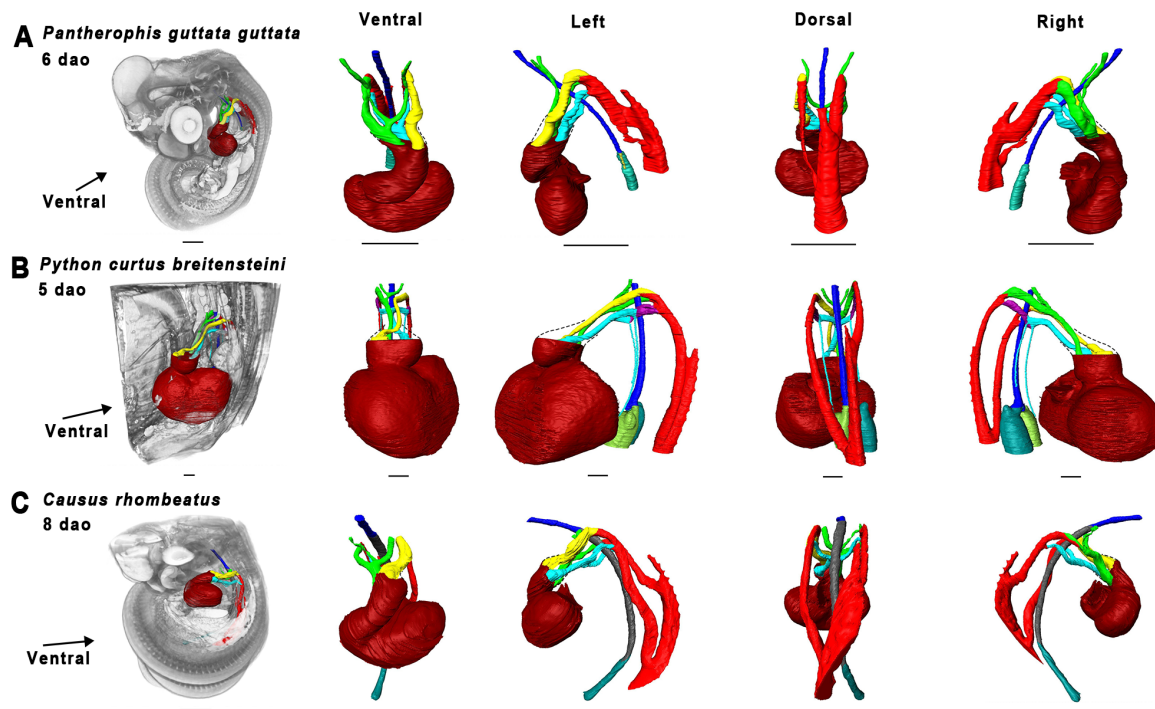 Ventral Left Dorsal Right
A Pantherophis guttata guttata
6 dao
Ventral
B Python curtus breitensteini
5 dao
Ventral
C Causus rhombeatus
8 dao
Ventral